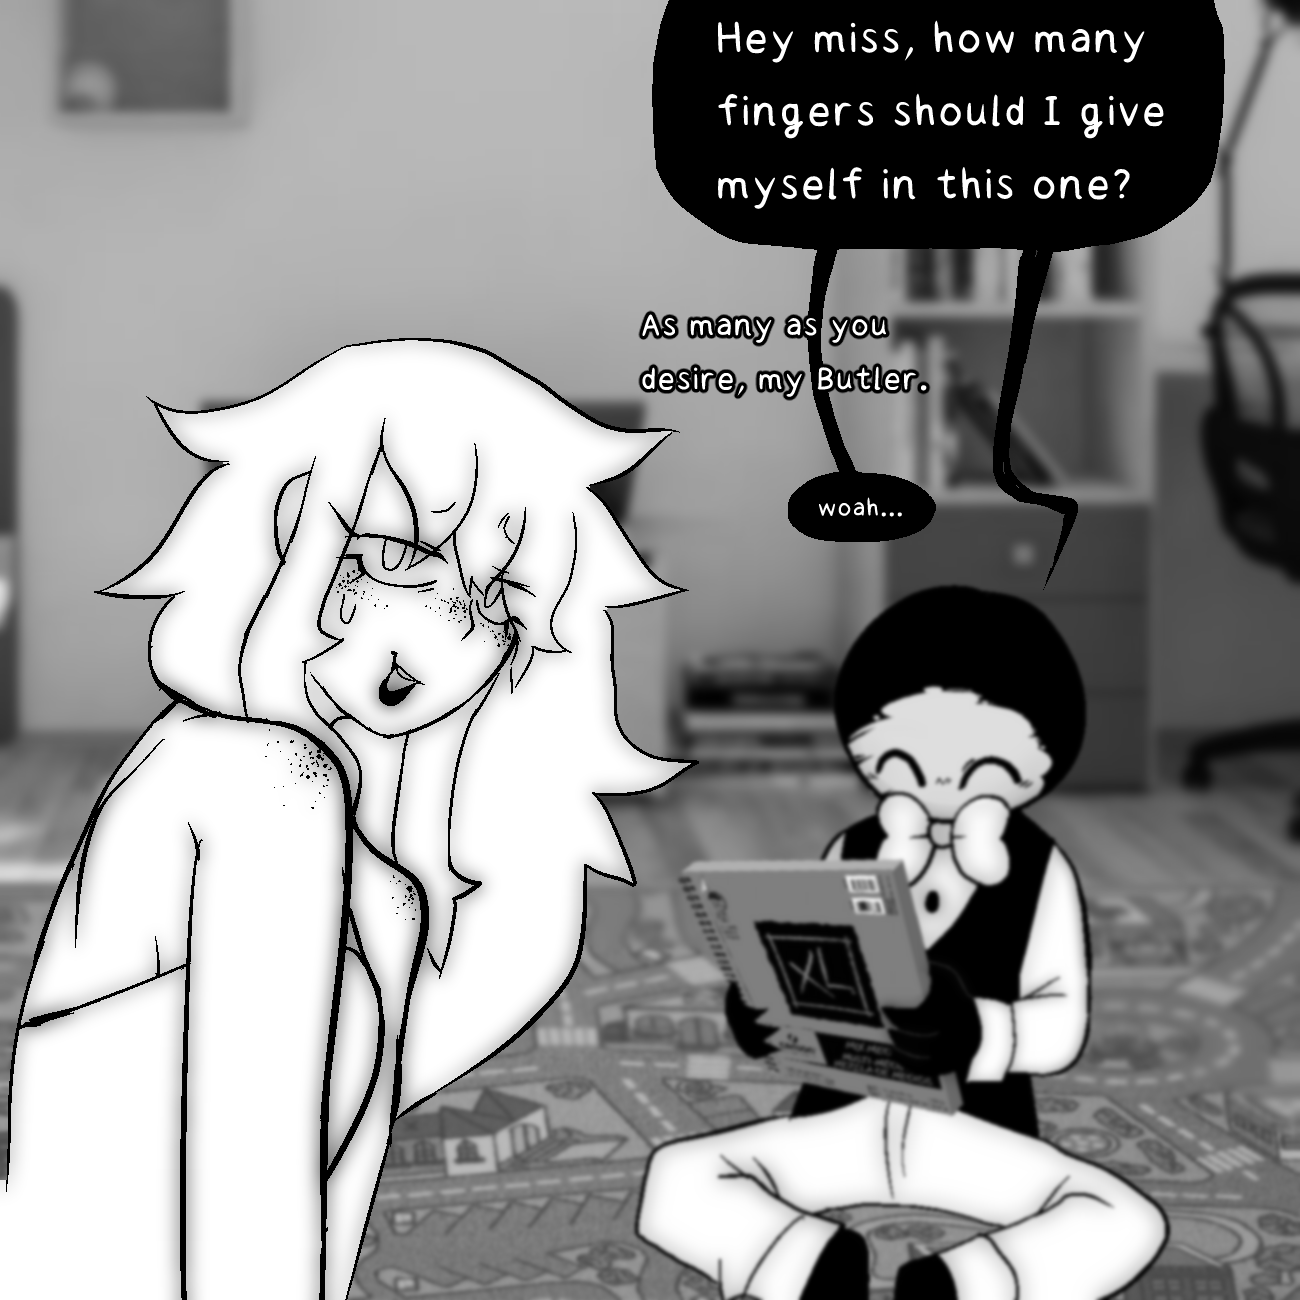 Hey miss, how many
fingers should I give
myself in this one?
As many as you
desire, my Butler.
woah...
XL